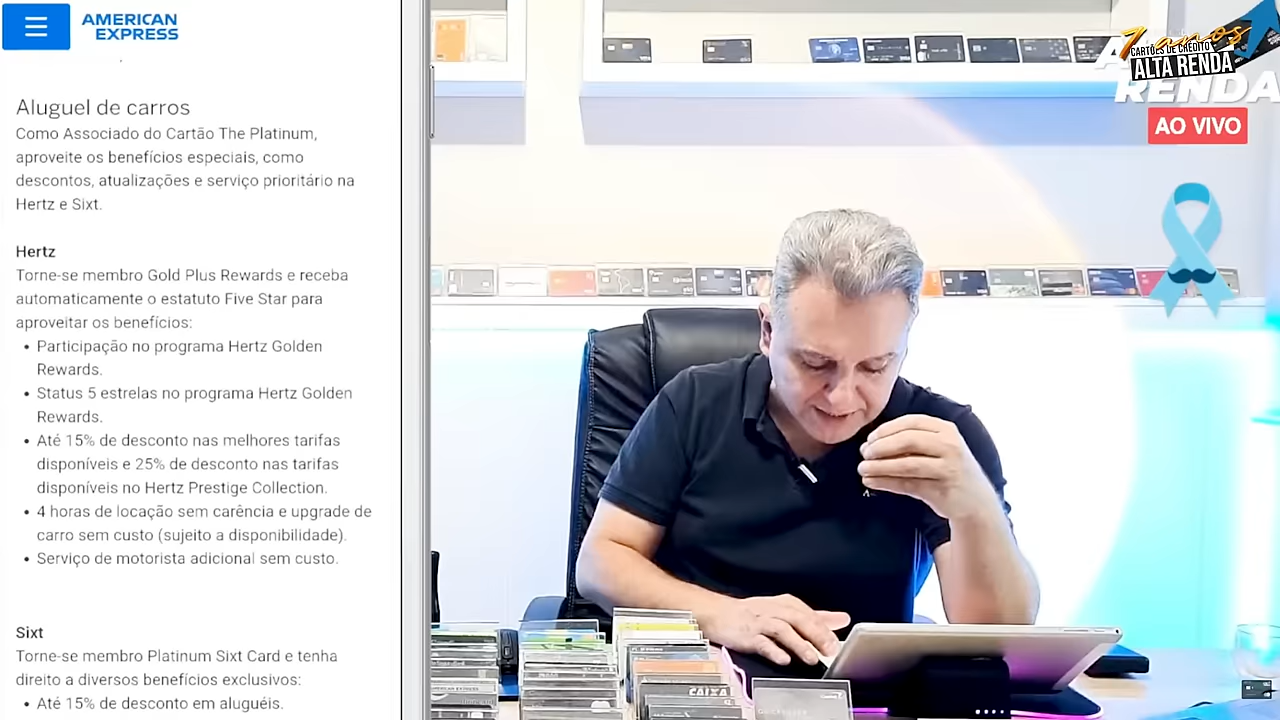 AMERICAN
EXPRESS
Aluguel de carros
Como Associado do Cartão The Platinum,
aproveite os benefícios especiais, como
descontos, atualizações e serviço prioritário na
Hertz e Sixt.
Hertz
Torne-se membro Gold Plus Rewards e receba
automaticamente o estatuto Five Star para
aproveitar os benefícios:
• Participação no programa Hertz Golden
Rewards.
• Status 5 estrelas no programa Hertz Golden
Rewards.
• Até 15% de desconto nas melhores tarifas
disponíveis e 25% de desconto nas tarifas
disponíveis no Hertz Prestige Collection.
• 4 horas de locação sem carência e upgrade de
carro sem custo (sujeito a disponibilidade).
• Serviço de motorista adicional sem custo.
Sixt
Torne-se membro Platinum Sixt Card e tenha
direito a diversos benefícios exclusivos:
• Até 15% de desconto em aluguéis.
7 anos
CARTÕES DE CRÉDITO
ALTA RENDA
RENDA
AO VIVO
CAIXA
AMERICAN EXPRESS